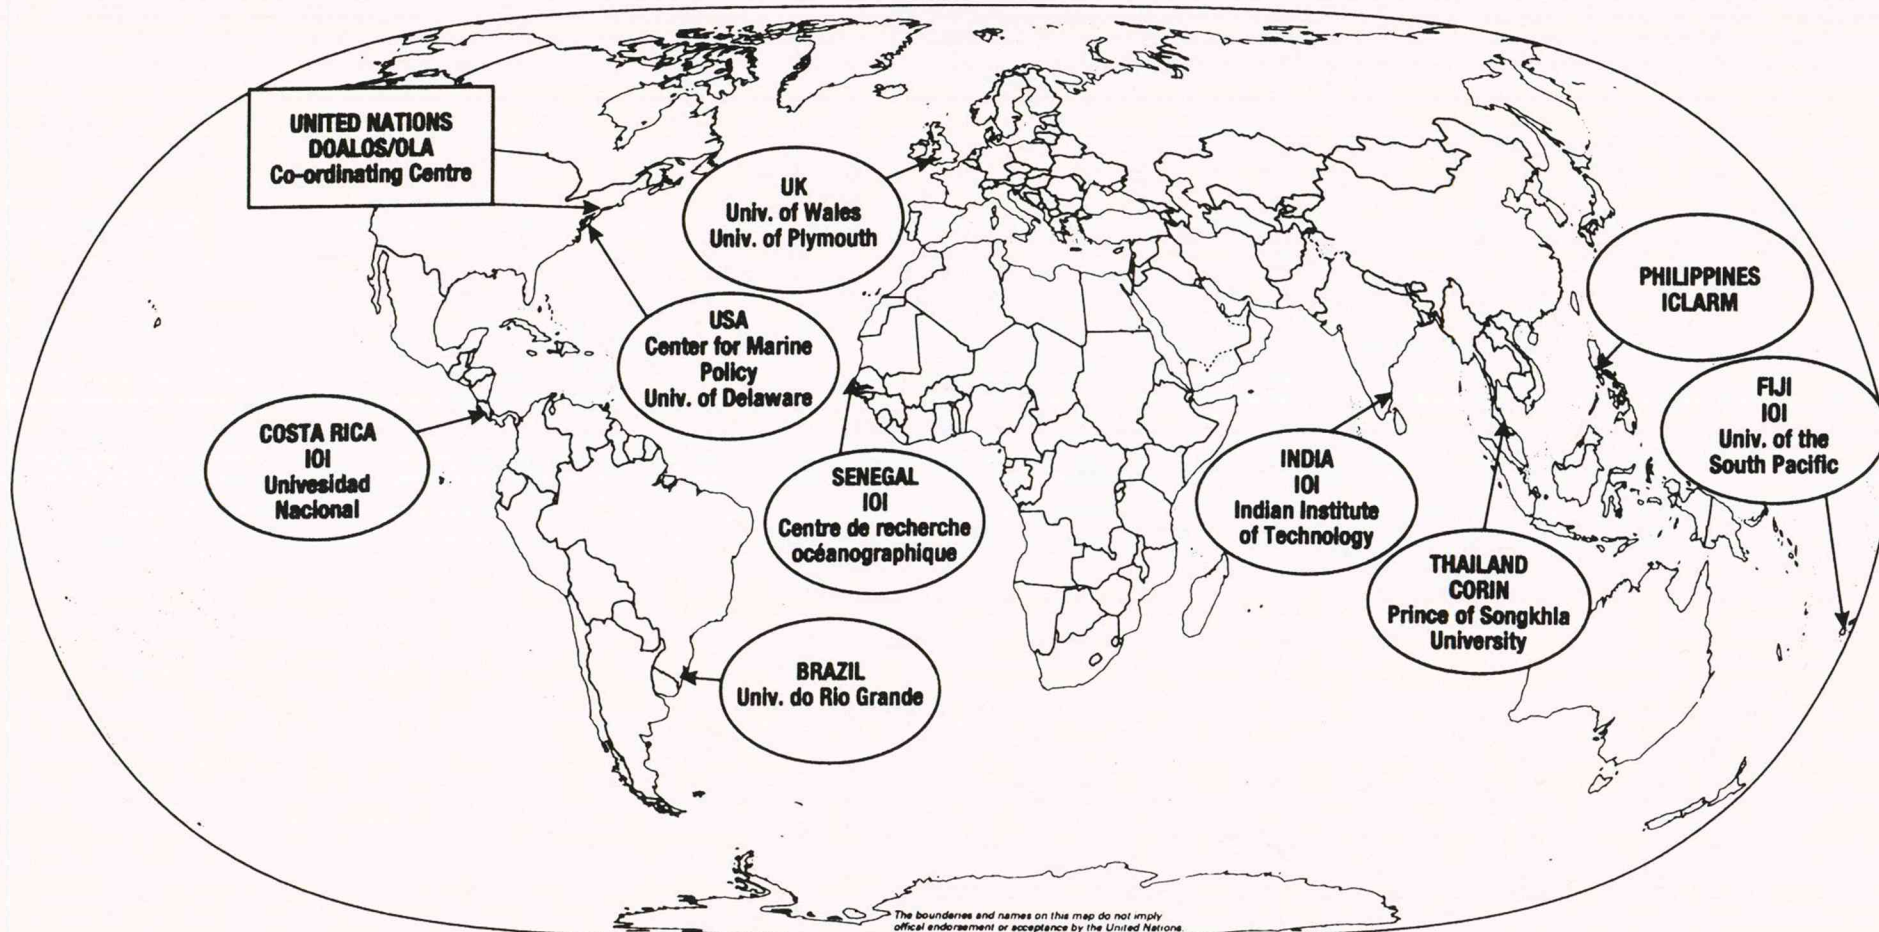 UNITED NATIONS
DOALOS/OLA
Co-ordinating Centre
UK
Univ. of Wales
Univ. of Plymouth
USA
Center for Marine
Policy
Univ. of Delaware
COSTA RICA
IOI
Univesidad
Nacional
SENEGAL
IOI
Centre de recherche
océanographique
BRAZIL
Univ. do Rio Grande
INDIA
IOI
Indian Institute
of Technology
THAILAND
CORIN
Prince of Songkhla
University
PHILIPPINES
ICLARM
FIJI
IOI
Univ. of the
South Pacific
The boundaries and names on this map do not imply
offical endorsement or acceptance by the United Nations.